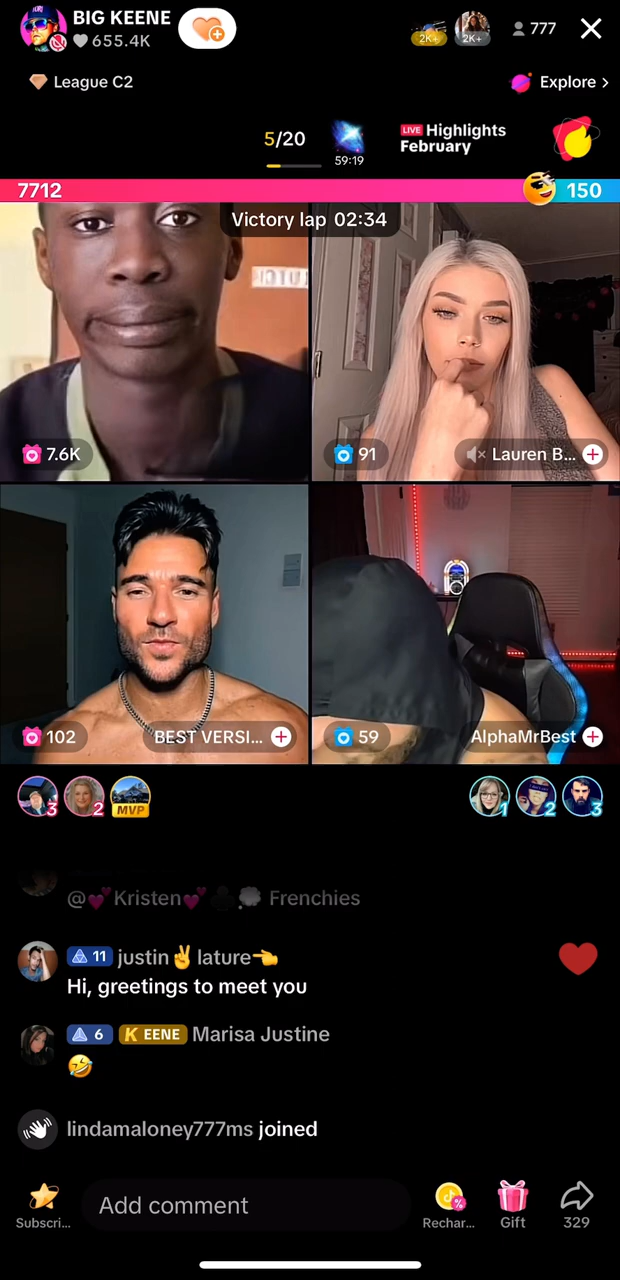 BIG KEENE
655.4K
2K+
2K+
777
League C2
Explore >
5/20
59:19
LIVE Highlights
February
7712
150
Victory lap 02:34
7.6K
91
Lauren B...
102
BEST VERSI...
59
AlphaMrBest
3
2
MVP
1
2
3
@💕Kristen💕 Frenchies
11 justin✌️lature👈
Hi, greetings to meet you
6 K EENE Marisa Justine
🤣
lindamaloney777ms joined
Add comment
Subscri...
Rechar...
Gift
329